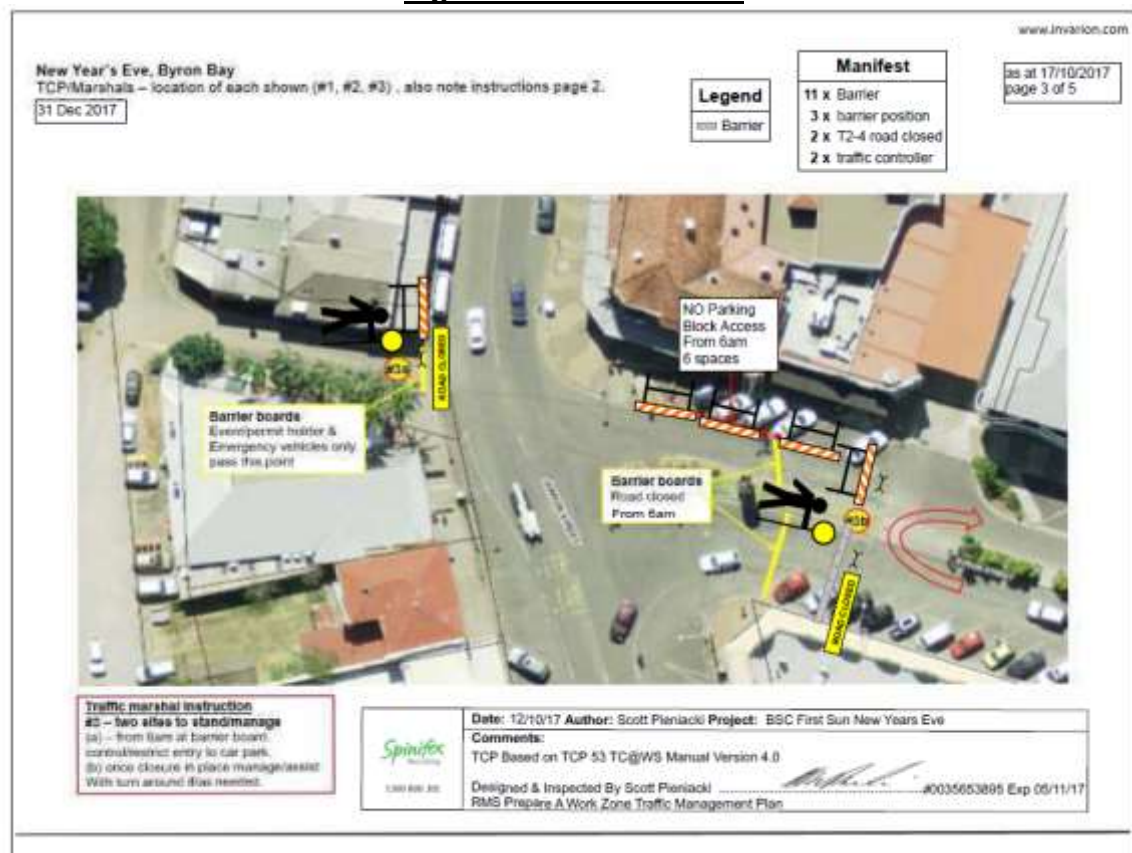 www.invarion.com
New Year's Eve, Byron Bay
TCP/Marshals – location of each shown (#1, #2, #3) , also note instructions page 2.
31 Dec 2017
Legend
Barrier
Manifest
11 x Barrier
3 x barrier position
2 x T2-4 road closed
2 x traffic controller
as at 17/10/2017
page 3 of 5
NO Parking
Block Access
From 6am
6 spaces
#3a
ROAD CLOSED
Barrier boards
Event/permit holder &
Emergency vehicles only
pass this point
Barrier boards
Road closed
From 6am
#3b
ROAD CLOSED
Traffic marshal instruction
#3 – two sites to stand/manage
(a) – from 6am at barrier board
control/restrict entry to car park.
(b) once closure in place manage/assist
With turn around if/as needed.
Spinifex
Recruiting
Date: 12/10/17 Author: Scott Pieniacki Project: BSC First Sun New Years Eve
Comments:
TCP Based on TCP 53 TC@WS Manual Version 4.0
Designed & Inspected By Scott Pieniacki #0035653895 Exp 05/11/17
RMS Prepare A Work Zone Traffic Management Plan